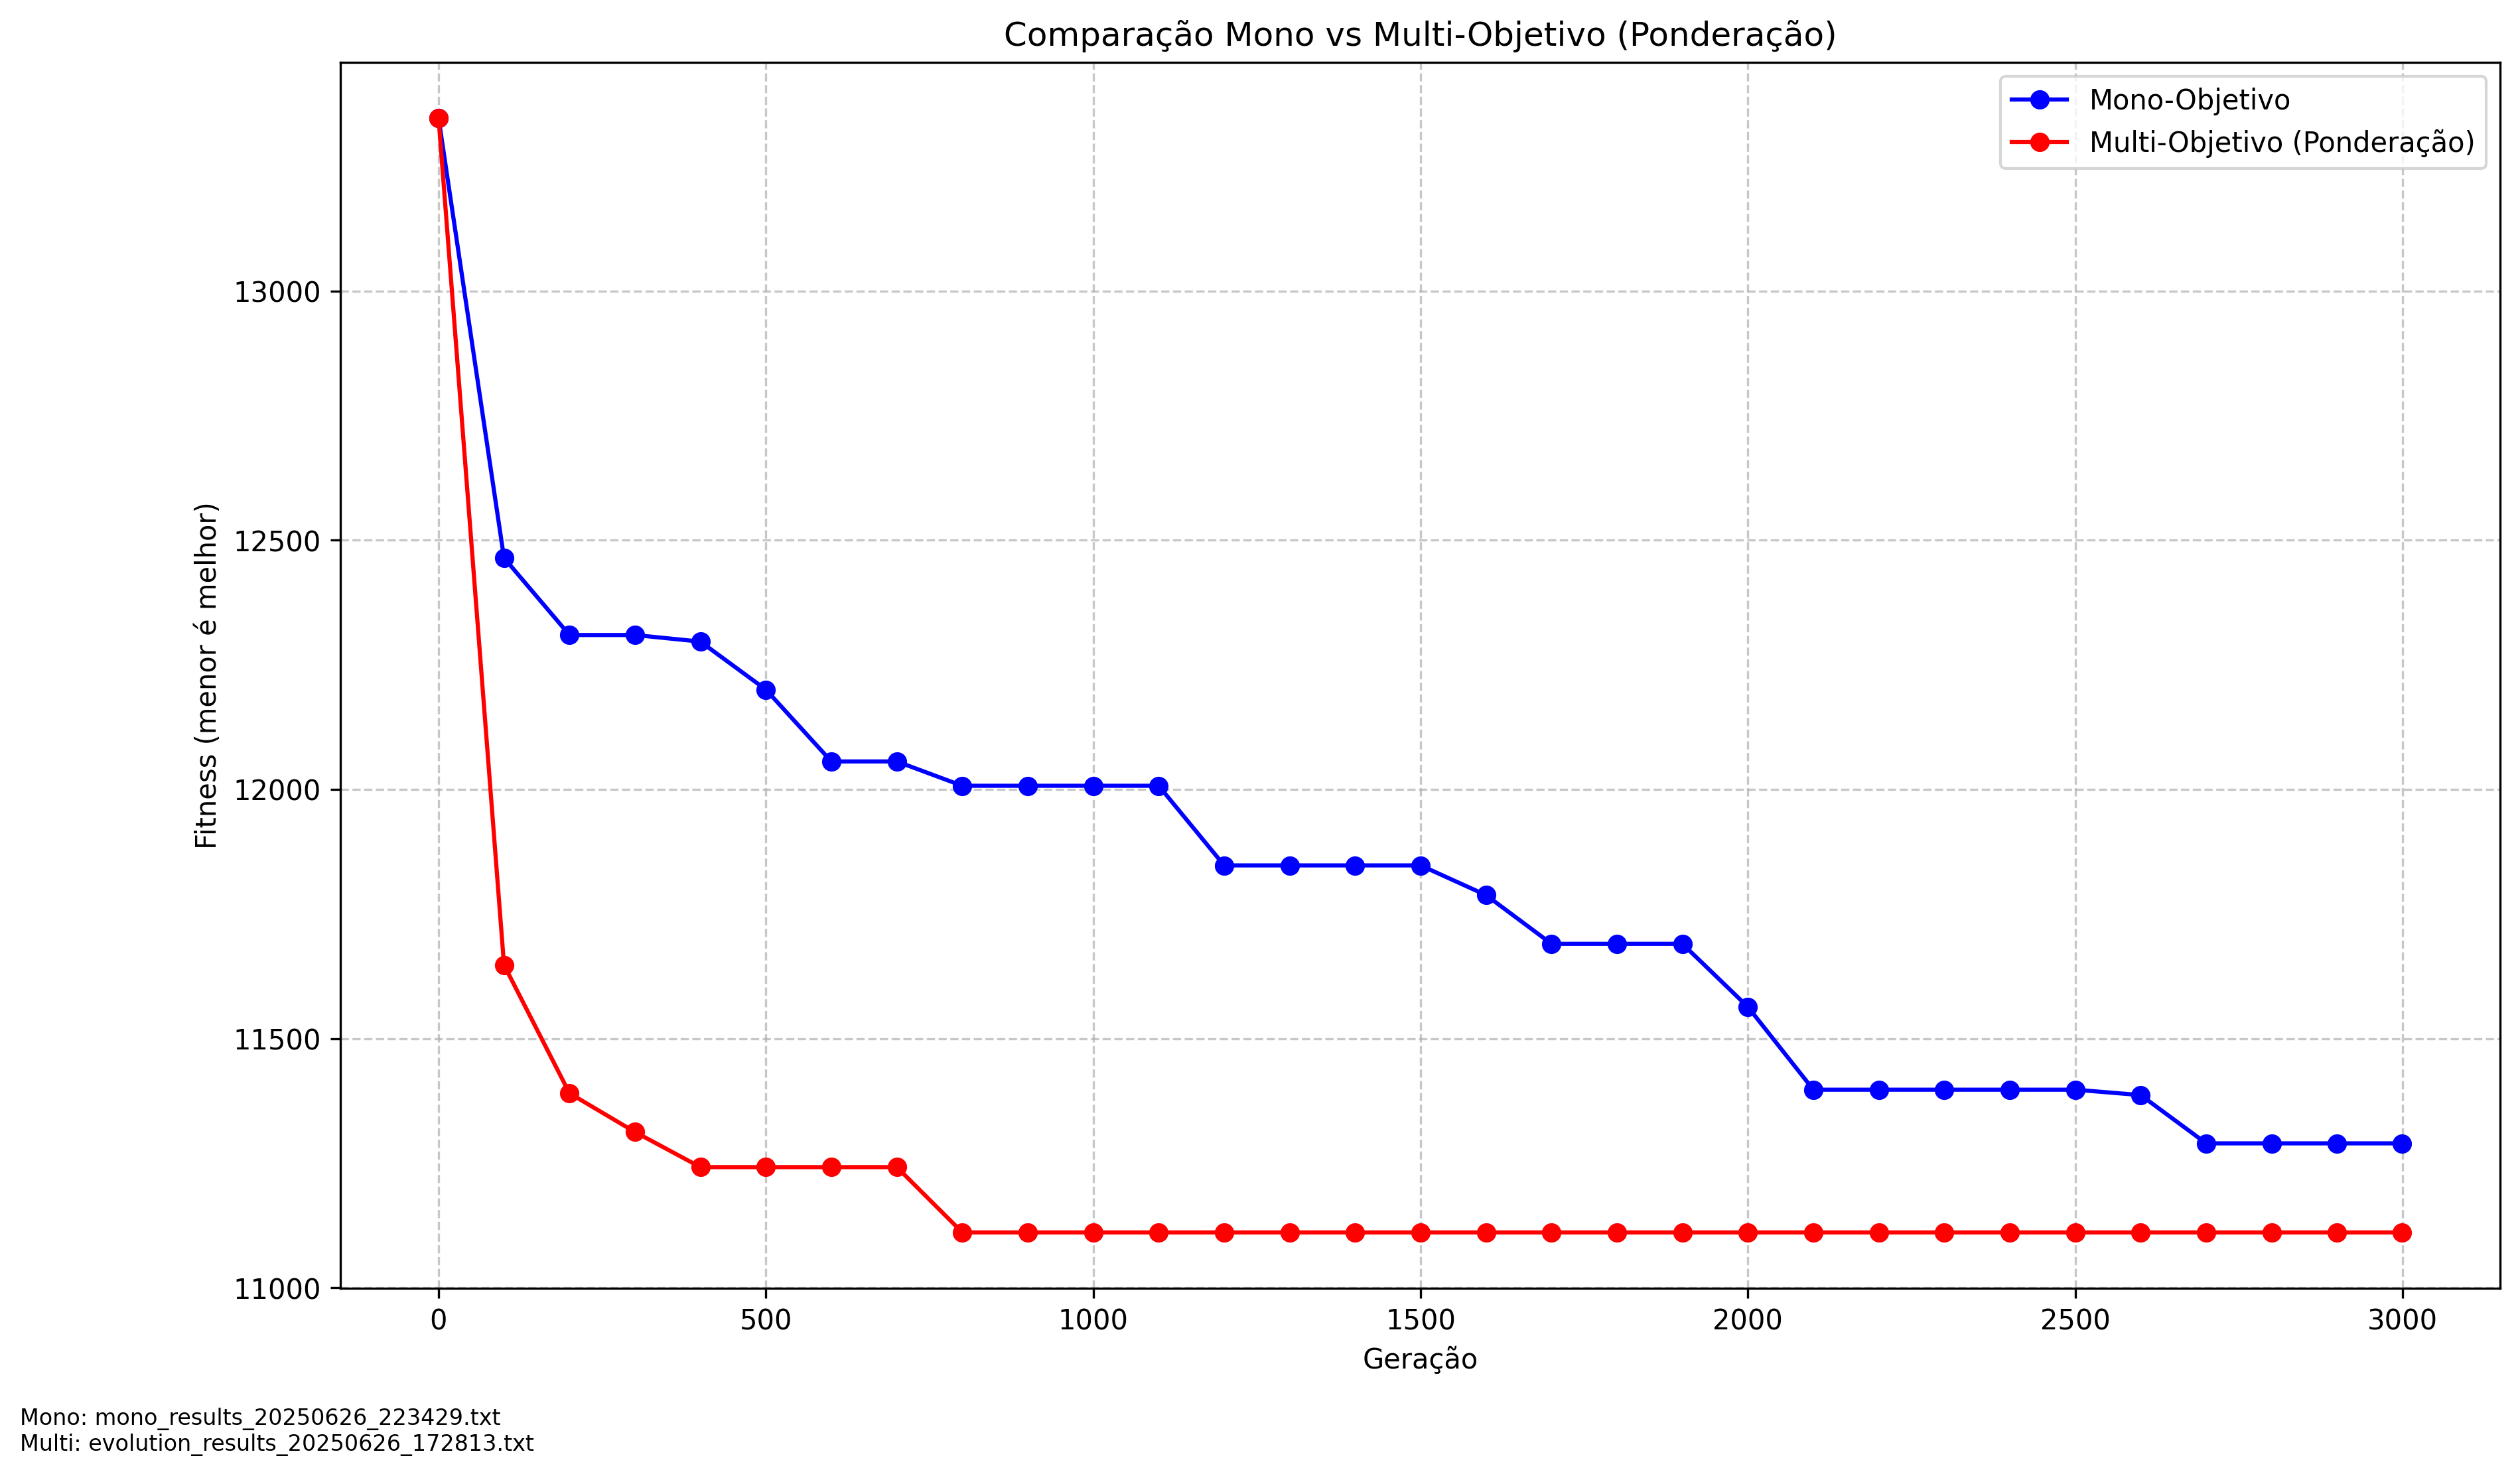 Comparação Mono vs Multi-Objetivo (Ponderação)
Mono-Objetivo
Multi-Objetivo (Ponderação)
Fitness (menor é melhor)
13000
12500
12000
11500
11000
0 500 1000 1500 2000 2500 3000
Geração
Mono: mono_results_20250626_223429.txt
Multi: evolution_results_20250626_172813.txt